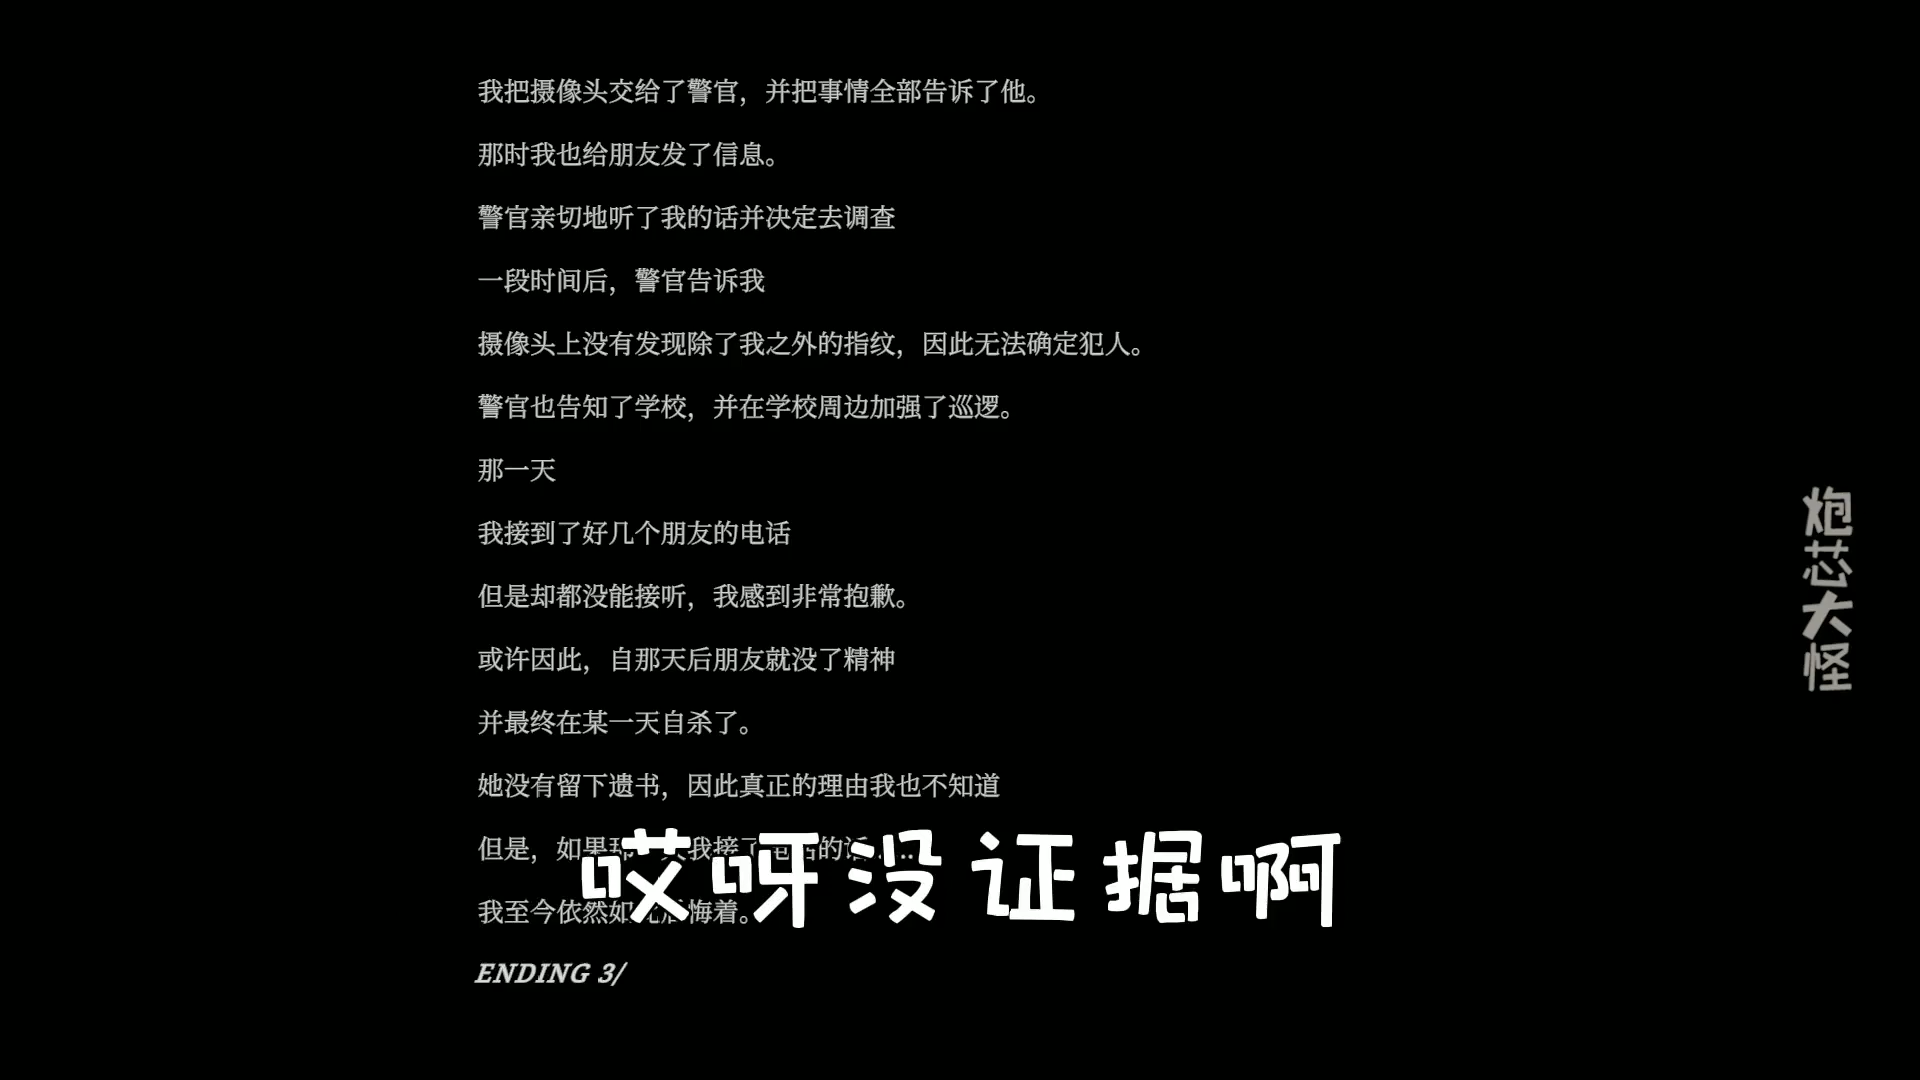 我把摄像头交给了警官，并把事情全部告诉了他。
那时我也给朋友发了信息。
警官亲切地听了我的话并决定去调查
一段时间后，警官告诉我
摄像头上没有发现除了我之外的指纹，因此无法确定犯人。
警官也告知了学校，并在学校周边加强了巡逻。
那一天
我接到了好几个朋友的电话
但是却都没能接听，我感到非常抱歉。
或许因此，自那天后朋友就没了精神
并最终在某一天自杀了。
她没有留下遗书，因此真正的理由我也不知道
但是，如果 我接了 的话
我至今依然如 后悔着。
哎呀没证据啊
ENDING 3/
炮芯大怪